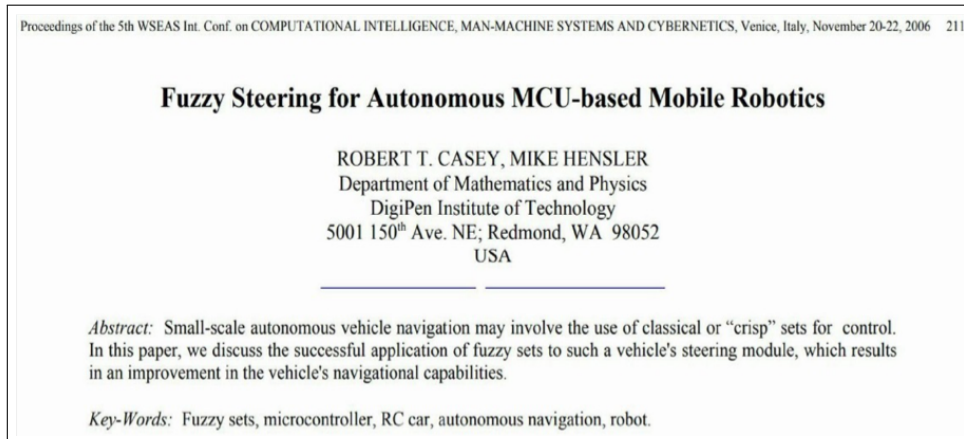 Proceedings of the 5th WSEAS Int. Conf. on COMPUTATIONAL INTELLIGENCE, MAN-MACHINE SYSTEMS AND CYBERNETICS, Venice, Italy, November 20-22, 2006 211
Fuzzy Steering for Autonomous MCU-based Mobile Robotics
ROBERT T. CASEY, MIKE HENSLER
Department of Mathematics and Physics
DigiPen Institute of Technology
5001 150th Ave. NE; Redmond, WA 98052
USA
Abstract: Small-scale autonomous vehicle navigation may involve the use of classical or “crisp” sets for control.
In this paper, we discuss the successful application of fuzzy sets to such a vehicle's steering module, which results
in an improvement in the vehicle's navigational capabilities.
Key-Words: Fuzzy sets, microcontroller, RC car, autonomous navigation, robot.